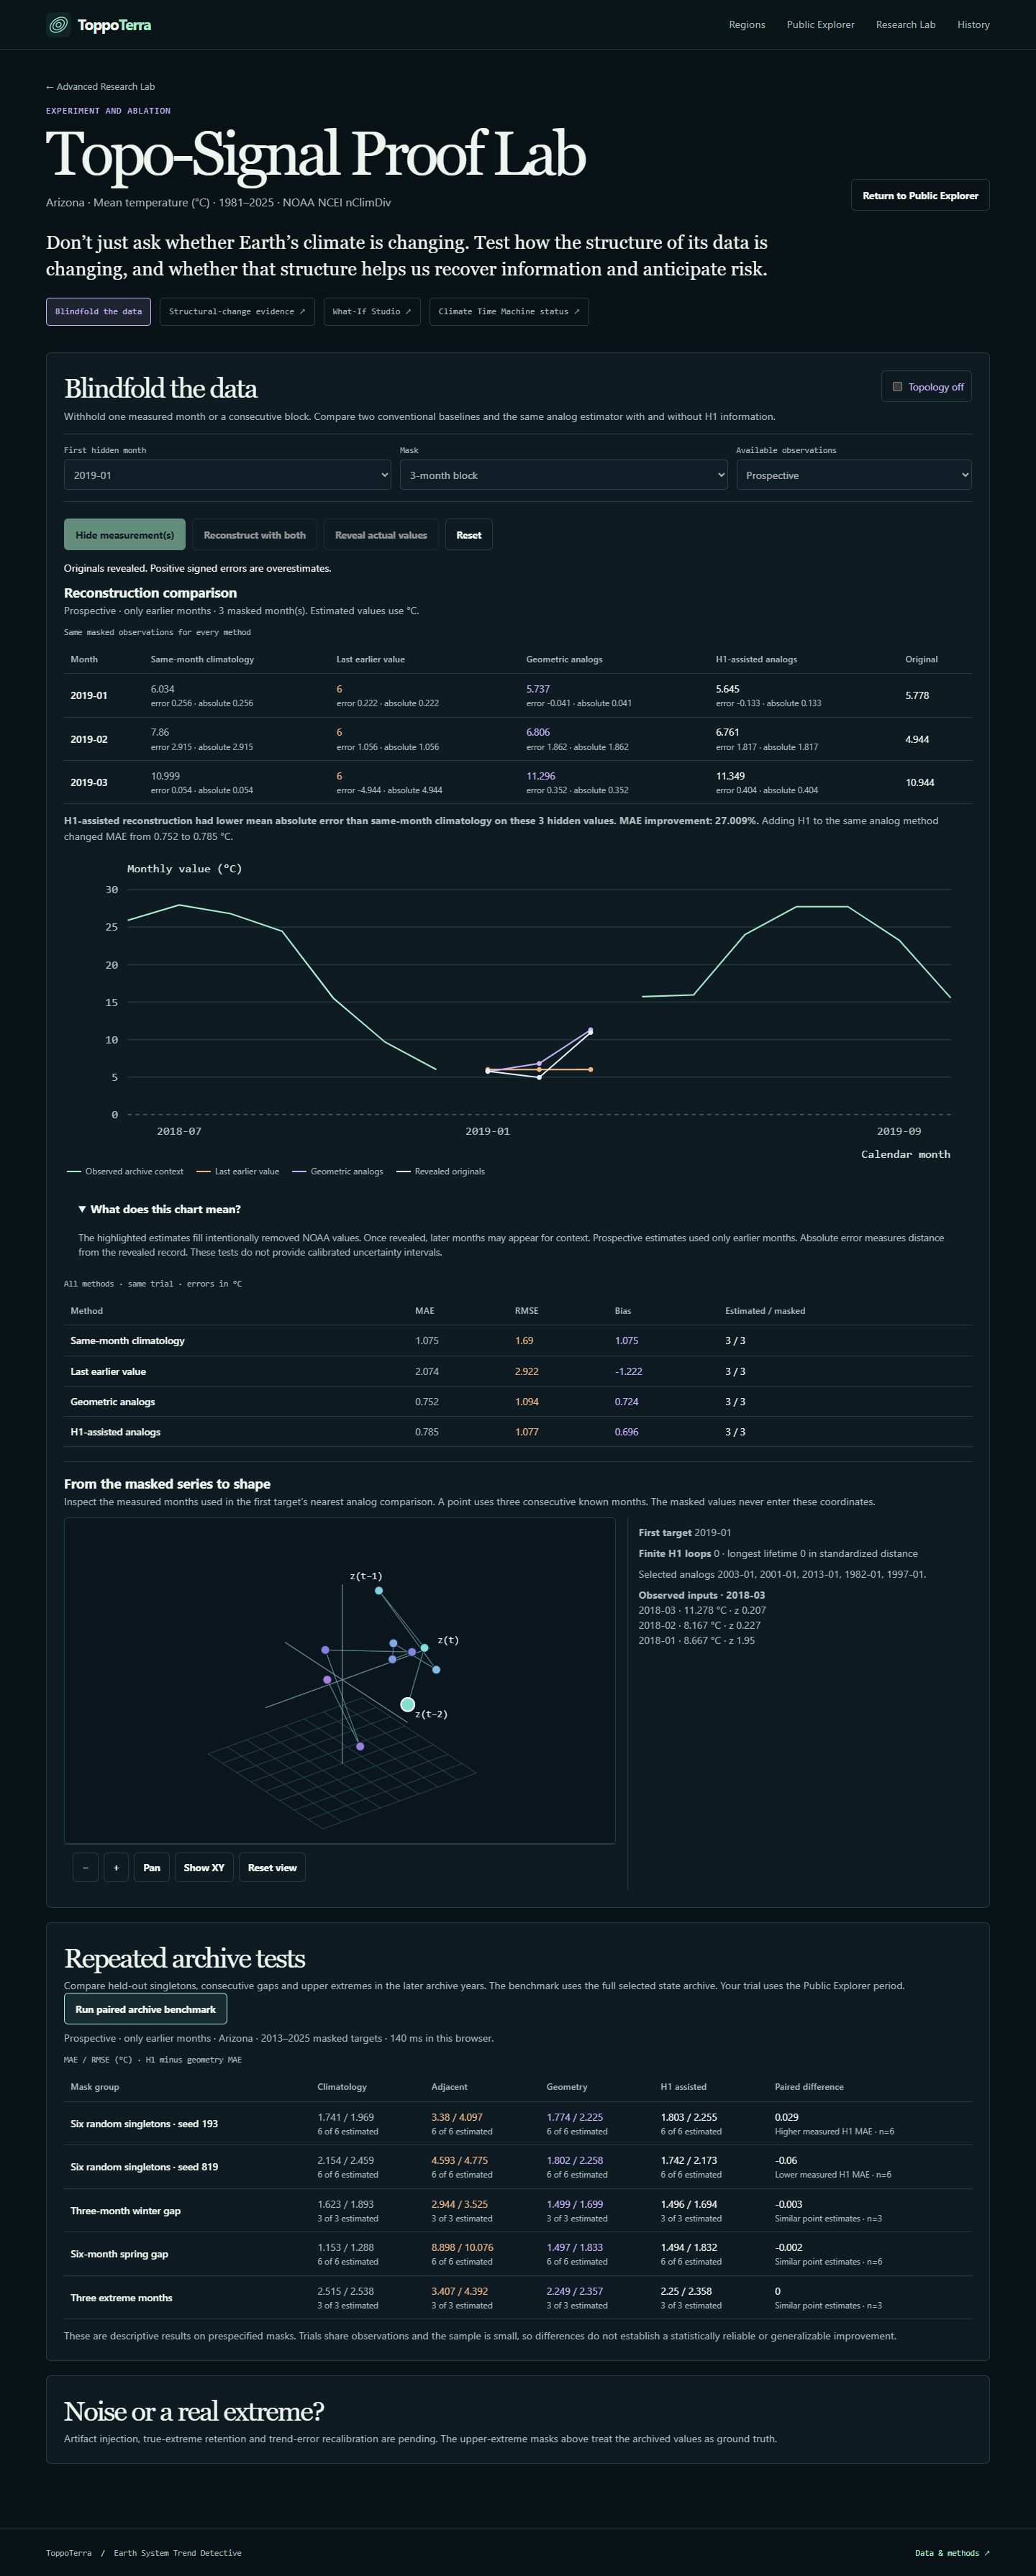 ToppoTerra
Regions
Public Explorer
Research Lab
History
← Advanced Research Lab
EXPERIMENT AND ABLATION
Topo-Signal Proof Lab
Arizona · Mean temperature (°C) · 1981–2025 · NOAA NCEI nClimDiv
Return to Public Explorer
Don’t just ask whether Earth’s climate is changing. Test how the structure of its data is
changing, and whether that structure helps us recover information and anticipate risk.
Blindfold the data
Structural-change evidence ↗
What-If Studio ↗
Climate Time Machine status ↗
Blindfold the data
Topology off
Withhold one measured month or a consecutive block. Compare two conventional baselines and the same analog estimator with and without H1 information.
First hidden month
Mask
Available observations
2019-01
3-month block
Prospective
Hide measurement(s)
Reconstruct with both
Reveal actual values
Reset
Originals revealed. Positive signed errors are overestimates.
Reconstruction comparison
Prospective · only earlier months · 3 masked month(s). Estimated values use °C.
Same masked observations for every method
Month Same-month climatology Last earlier value Geometric analogs H1-assisted analogs Original
2019-01 6.034 6 5.737 5.645 5.778
error 0.256 · absolute 0.256 error 0.222 · absolute 0.222 error -0.041 · absolute 0.041 error -0.133 · absolute 0.133
2019-02 7.86 6 6.806 6.761 4.944
error 2.915 · absolute 2.915 error 1.056 · absolute 1.056 error 1.862 · absolute 1.862 error 1.817 · absolute 1.817
2019-03 10.999 6 11.296 11.349 10.944
error 0.054 · absolute 0.054 error -4.944 · absolute 4.944 error 0.352 · absolute 0.352 error 0.404 · absolute 0.404
H1-assisted reconstruction had lower mean absolute error than same-month climatology on these 3 hidden values. MAE improvement: 27.009%. Adding H1 to the same analog method
changed MAE from 0.752 to 0.785 °C.
Monthly value (°C)
30
25
20
15
10
5
0
2018-07
2019-01
2019-09
Calendar month
Observed archive context
Last earlier value
Geometric analogs
Revealed originals
▼ What does this chart mean?
The highlighted estimates fill intentionally removed NOAA values. Once revealed, later months may appear for context. Prospective estimates used only earlier months. Absolute error measures distance
from the revealed record. These tests do not provide calibrated uncertainty intervals.
All methods · same trial · errors in °C
Method MAE RMSE Bias Estimated / masked
Same-month climatology 1.075 1.69 1.075 3 / 3
Last earlier value 2.074 2.922 -1.222 3 / 3
Geometric analogs 0.752 1.094 0.724 3 / 3
H1-assisted analogs 0.785 1.077 0.696 3 / 3
From the masked series to shape
Inspect the measured months used in the first target’s nearest analog comparison. A point uses three consecutive known months. The masked values never enter these coordinates.
z(t−1)
z(t)
z(t−2)
First target 2019-01
Finite H1 loops 0 · longest lifetime 0 in standardized distance
Selected analogs 2003-01, 2001-01, 2013-01, 1982-01, 1997-01.
Observed inputs · 2018-03
2018-03 · 11.278 °C · z 0.207
2018-02 · 8.167 °C · z 0.227
2018-01 · 8.667 °C · z 1.95
−
+
Pan
Show XY
Reset view
Repeated archive tests
Compare held-out singletons, consecutive gaps and upper extremes in the later archive years. The benchmark uses the full selected state archive. Your trial uses the Public Explorer period.
Run paired archive benchmark
Prospective · only earlier months · Arizona · 2013–2025 masked targets · 140 ms in this browser.
MAE / RMSE (°C) · H1 minus geometry MAE
Mask group Climatology Adjacent Geometry H1 assisted Paired difference
Six random singletons · seed 193 1.741 / 1.969 3.38 / 4.097 1.774 / 2.225 1.803 / 2.255 0.029
6 of 6 estimated 6 of 6 estimated 6 of 6 estimated 6 of 6 estimated Higher measured H1 MAE · n=6
Six random singletons · seed 819 2.154 / 2.459 4.593 / 4.775 1.802 / 2.258 1.742 / 2.173 -0.06
6 of 6 estimated 6 of 6 estimated 6 of 6 estimated 6 of 6 estimated Lower measured H1 MAE · n=6
Three-month winter gap 1.623 / 1.893 2.944 / 3.525 1.499 / 1.699 1.496 / 1.694 -0.003
3 of 3 estimated 3 of 3 estimated 3 of 3 estimated 3 of 3 estimated Similar point estimates · n=3
Six-month spring gap 1.153 / 1.288 8.898 / 10.076 1.497 / 1.833 1.494 / 1.832 -0.002
6 of 6 estimated 6 of 6 estimated 6 of 6 estimated 6 of 6 estimated Similar point estimates · n=6
Three extreme months 2.515 / 2.538 3.407 / 4.392 2.249 / 2.357 2.25 / 2.358 0
3 of 3 estimated 3 of 3 estimated 3 of 3 estimated 3 of 3 estimated Similar point estimates · n=3
These are descriptive results on prespecified masks. Trials share observations and the sample is small, so differences do not establish a statistically reliable or generalizable improvement.
Noise or a real extreme?
Artifact injection, true-extreme retention and trend-error recalibration are pending. The upper-extreme masks above treat the archived values as ground truth.
ToppoTerra / Earth System Trend Detective
Data & methods ↗